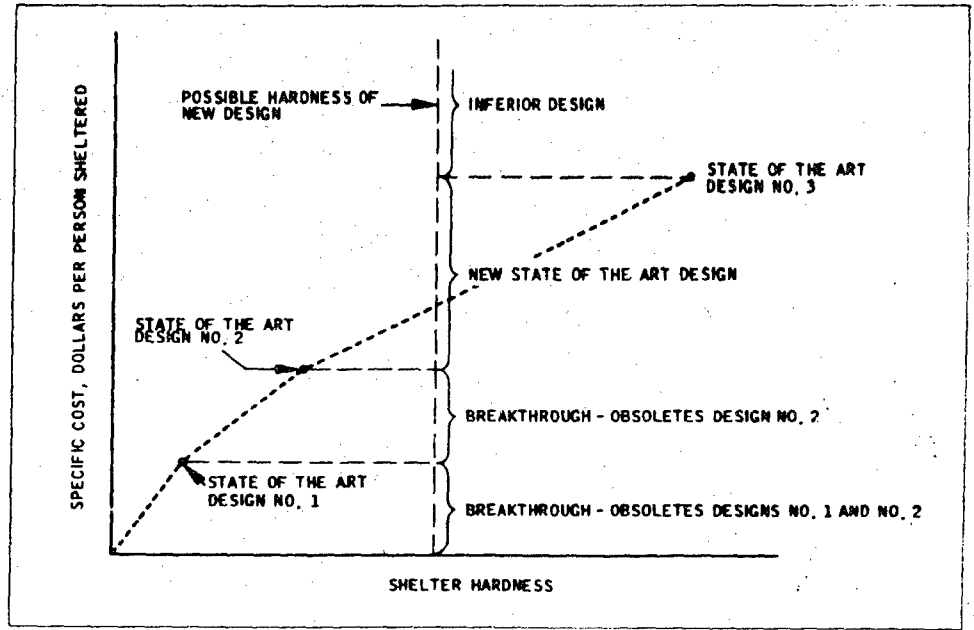 SPECIFIC COST, DOLLARS PER PERSON SHELTERED
POSSIBLE HARDNESS OF
NEW DESIGN
INFERIOR DESIGN
STATE OF THE ART
DESIGN NO. 3
NEW STATE OF THE ART DESIGN
STATE OF THE ART
DESIGN NO. 2
BREAKTHROUGH - OBSOLETES DESIGN NO. 2
STATE OF THE ART
DESIGN NO. 1
BREAKTHROUGH - OBSOLETES DESIGNS NO. 1 AND NO. 2
SHELTER HARDNESS